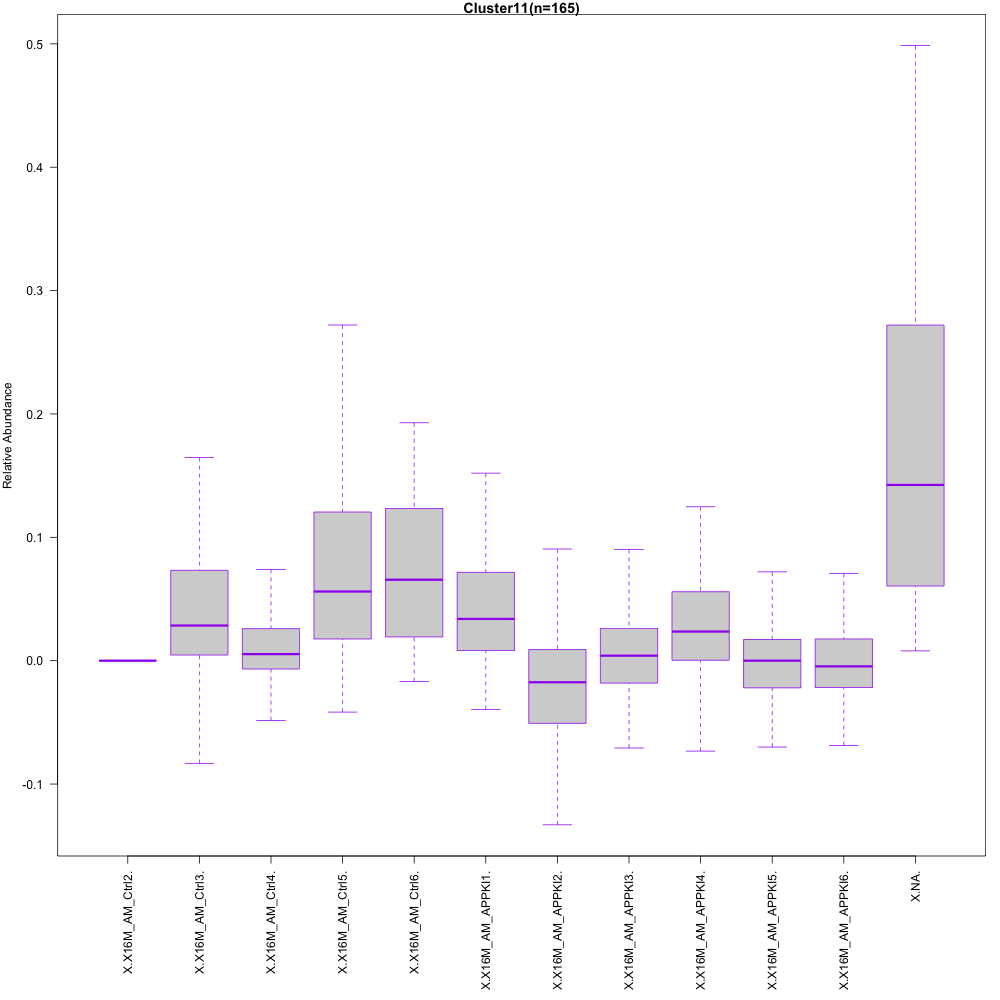 Cluster11(n=165)
Relative Abundance
0.5
0.4
0.3
0.2
0.1
0.0
-0.1
X.X16M_AM_Ctrl2.
X.X16M_AM_Ctrl3.
X.X16M_AM_Ctrl4.
X.X16M_AM_Ctrl5.
X.X16M_AM_Ctrl6.
X.X16M_AM_APPKI1.
X.X16M_AM_APPKI2.
X.X16M_AM_APPKI3.
X.X16M_AM_APPKI4.
X.X16M_AM_APPKI5.
X.X16M_AM_APPKI6.
X.NA.